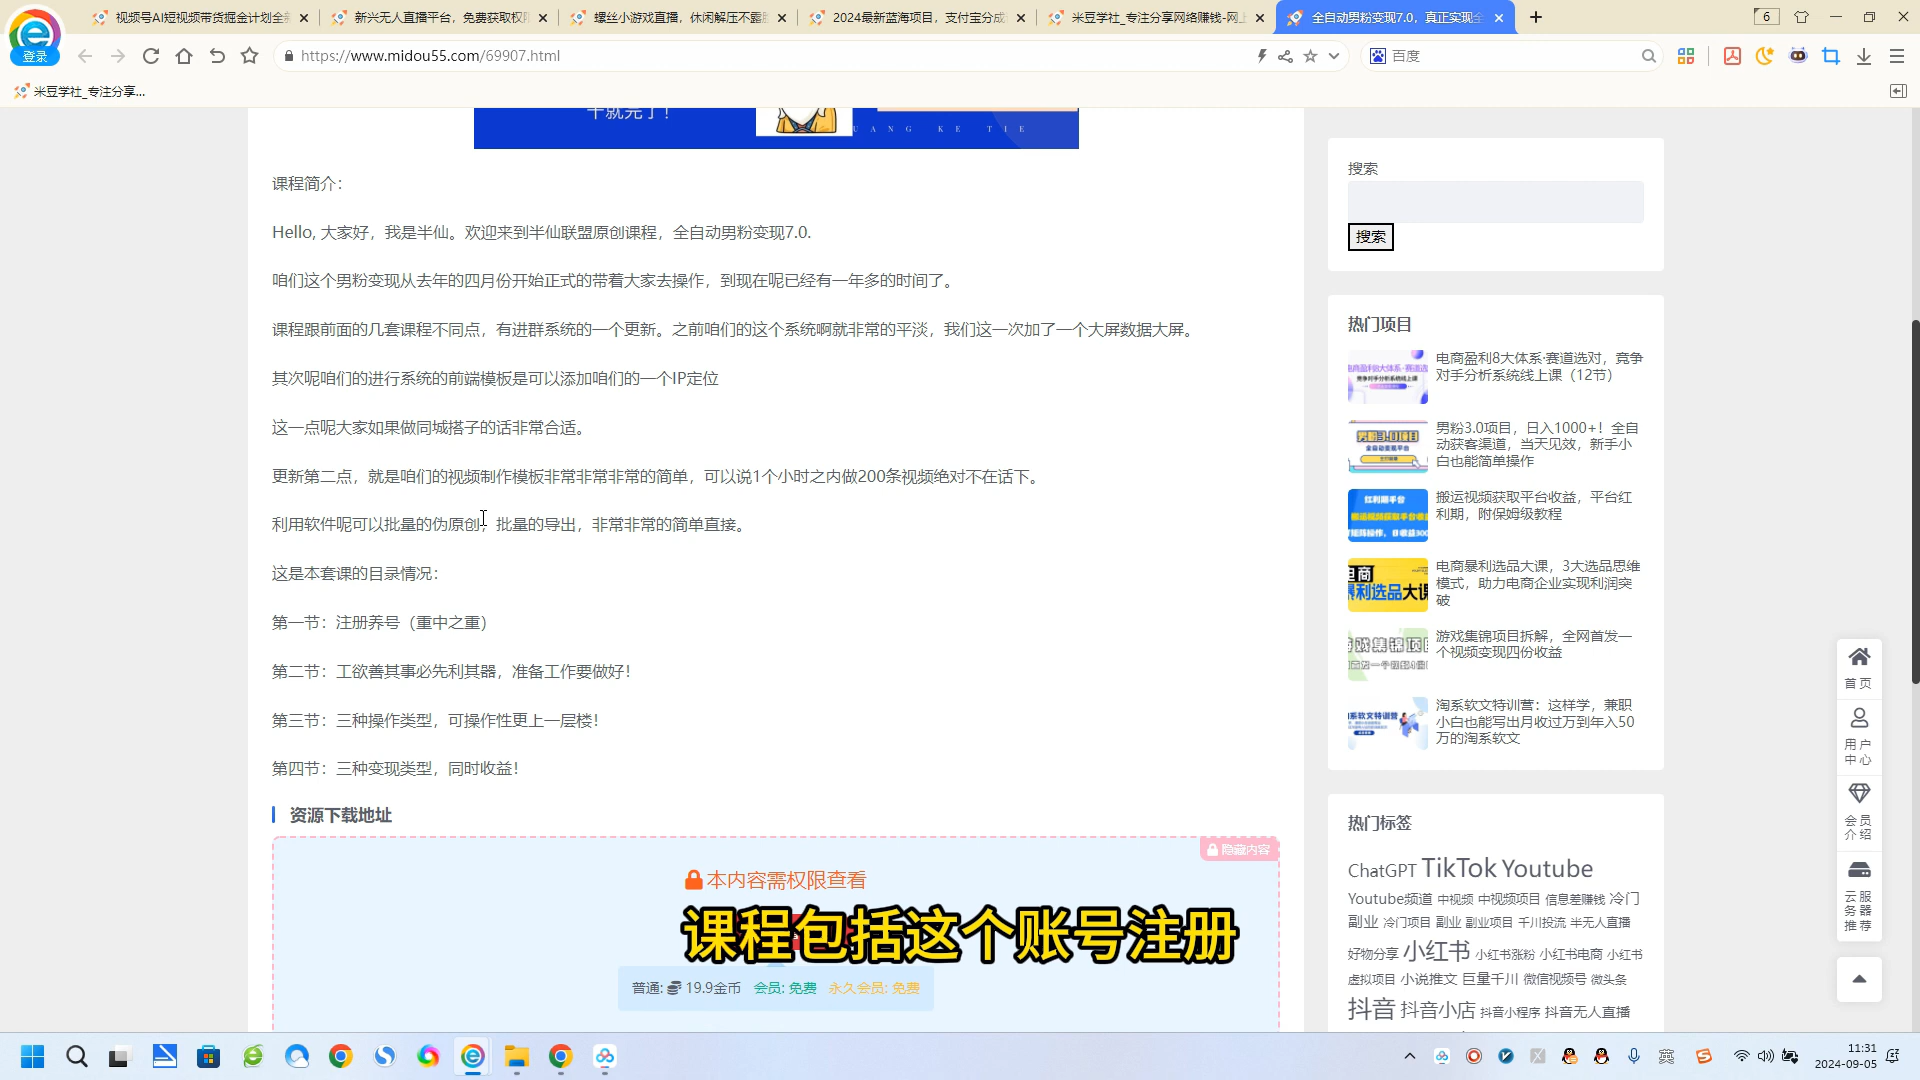 视频号AI短视频带货掘金计划全新
新兴无人直播平台，免费获取权限
螺丝小游戏直播，休闲解压不露脸
2024最新蓝海项目，支付宝分成
米豆学社_专注分享网络赚钱-网上
全自动男粉变现7.0，真正实现全
6
登录
https://www.midou55.com/69907.html
百度
米豆学社_专注分享...
干就完了！
UANG KE TIE
课程简介：
Hello, 大家好，我是半仙。欢迎来到半仙联盟原创课程，全自动男粉变现7.0.
咱们这个男粉变现从去年的四月份开始正式的带着大家去操作，到现在呢已经有一年多的时间了。
课程跟前面的几套课程不同点，有进群系统的一个更新。之前咱们的这个系统啊就非常的平淡，我们这一次加了一个大屏数据大屏。
其次呢咱们的进行系统的前端模板是可以添加咱们的一个IP定位
这一点呢大家如果做同城搭子的话非常合适。
更新第二点，就是咱们的视频制作模板非常非常非常的简单，可以说1个小时之内做200条视频绝对不在话下。
利用软件呢可以批量的伪原创，批量的导出，非常非常的简单直接。
这是本套课的目录情况：
第一节：注册养号（重中之重）
第二节：工欲善其事必先利其器，准备工作要做好！
第三节：三种操作类型，可操作性更上一层楼！
第四节：三种变现类型，同时收益！
资源下载地址
隐藏内容
本内容需权限查看
课程包括这个账号注册
普通: 19.9金币 会员: 免费 永久会员: 免费
搜索
搜索
热门项目
电商盈利8大体系·赛道选对，竞争
对手分析系统线上课（12节）
男粉3.0项目，日入1000+！全自
动获客渠道，当天见效，新手小
白也能简单操作
搬运视频获取平台收益，平台红
利期，附保姆级教程
电商暴利选品大课，3大选品思维
模式，助力电商企业实现利润突
破
游戏集锦项目拆解，全网首发一
个视频变现四份收益
淘系软文特训营：这样学，兼职
小白也能写出月收过万到年入50
万的淘系软文
热门标签
ChatGPT TikTok Youtube
Youtube频道 中视频 中视频项目 信息差赚钱 冷门
副业 冷门项目 副业 副业项目 千川投流 半无人直播
好物分享 小红书 小红书涨粉 小红书电商 小红书
虚拟项目 小说推文 巨量千川 微信视频号 微头条
抖音 抖音小店 抖音小程序 抖音无人直播
首页
用户
中心
会员
介绍
云服
务器
推荐
英
11:31
2024-09-05